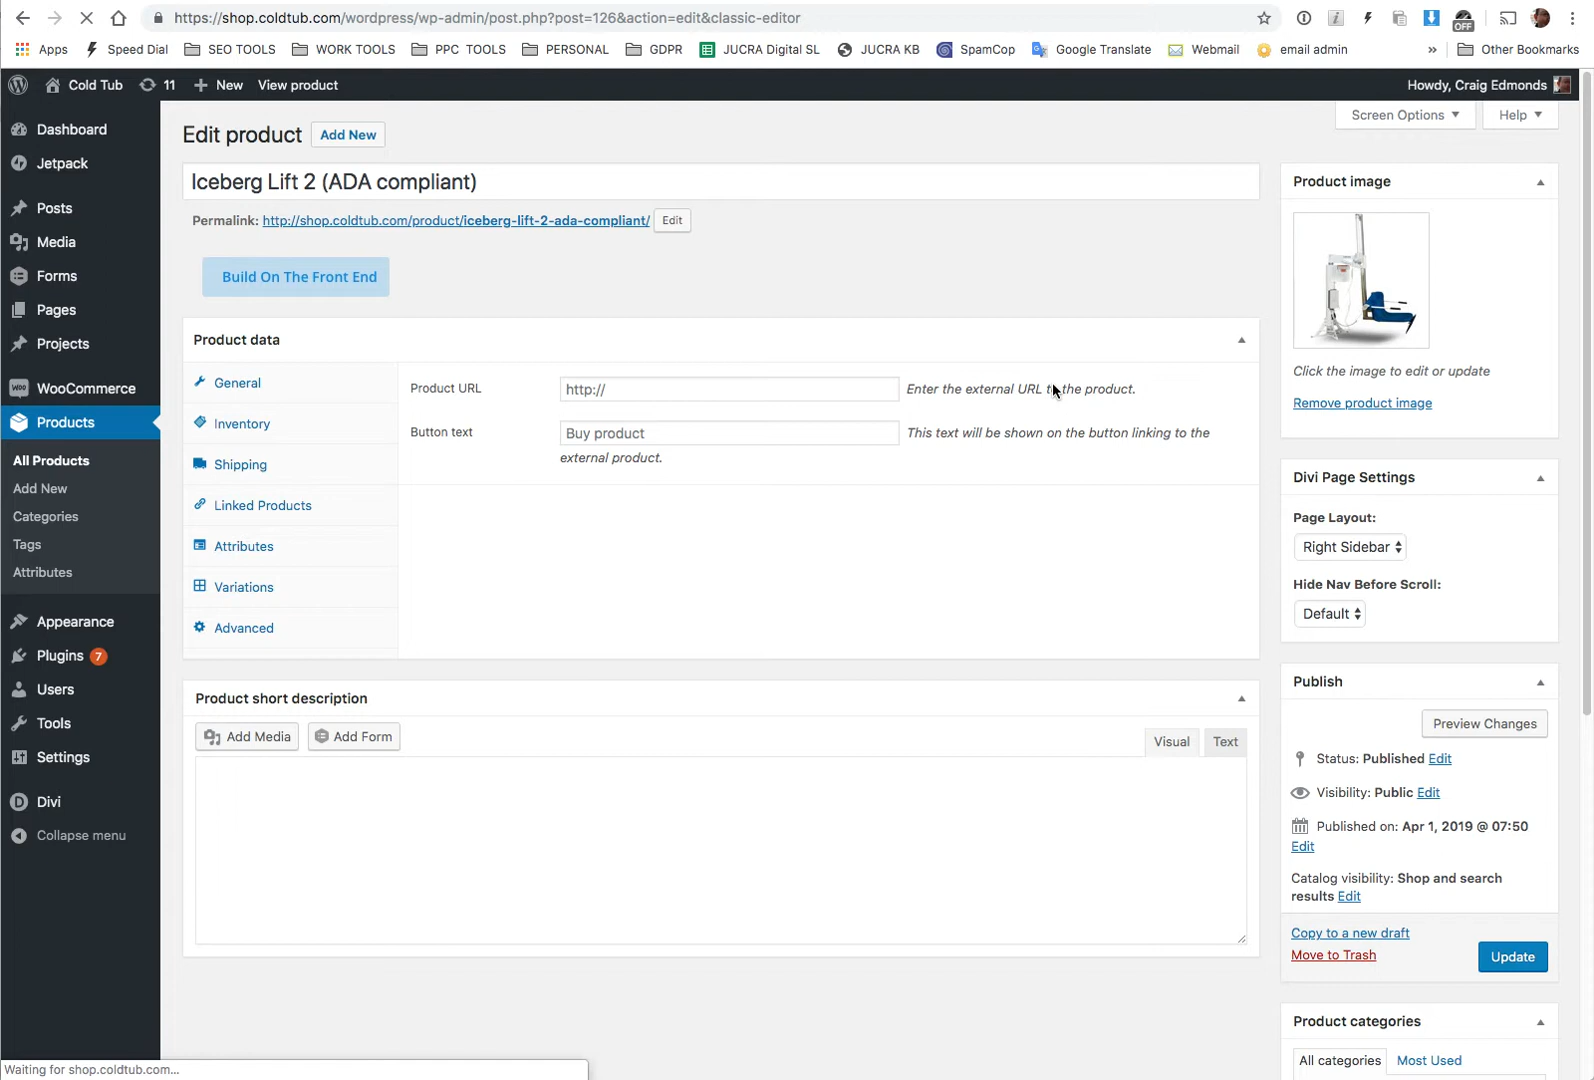 https://shop.coldtub.com/wordpress/wp-admin/post.php?post=126&action=edit&classic-editor
OFF
Apps Speed Dial SEO TOOLS WORK TOOLS PPC TOOLS PERSONAL GDPR JUCRA Digital SL JUCRA KB SpamCop Google Translate Webmail email admin » Other Bookmarks
Cold Tub 11 New View product Howdy, Craig Edmonds
Screen Options Help
Dashboard
Jetpack
Posts
Media
Forms
Pages
Projects
WooCommerce
Products
All Products
Add New
Categories
Tags
Attributes
Appearance
Plugins 7
Users
Tools
Settings
Divi
Collapse menu
Edit product Add New
Iceberg Lift 2 (ADA compliant)
Permalink: http://shop.coldtub.com/product/iceberg-lift-2-ada-compliant/ Edit
Build On The Front End
Product data
General
Inventory
Shipping
Linked Products
Attributes
Variations
Advanced
Product URL http:// Enter the external URL to the product.
Button text Buy product This text will be shown on the button linking to the
external product.
Product short description
Add Media Add Form
Visual Text
Product image
Click the image to edit or update
Remove product image
Divi Page Settings
Page Layout:
Right Sidebar
Hide Nav Before Scroll:
Default
Publish
Preview Changes
Status: Published Edit
Visibility: Public Edit
Published on: Apr 1, 2019 @ 07:50
Edit
Catalog visibility: Shop and search
results Edit
Copy to a new draft
Move to Trash
Update
Product categories
All categories Most Used
Waiting for shop.coldtub.com...